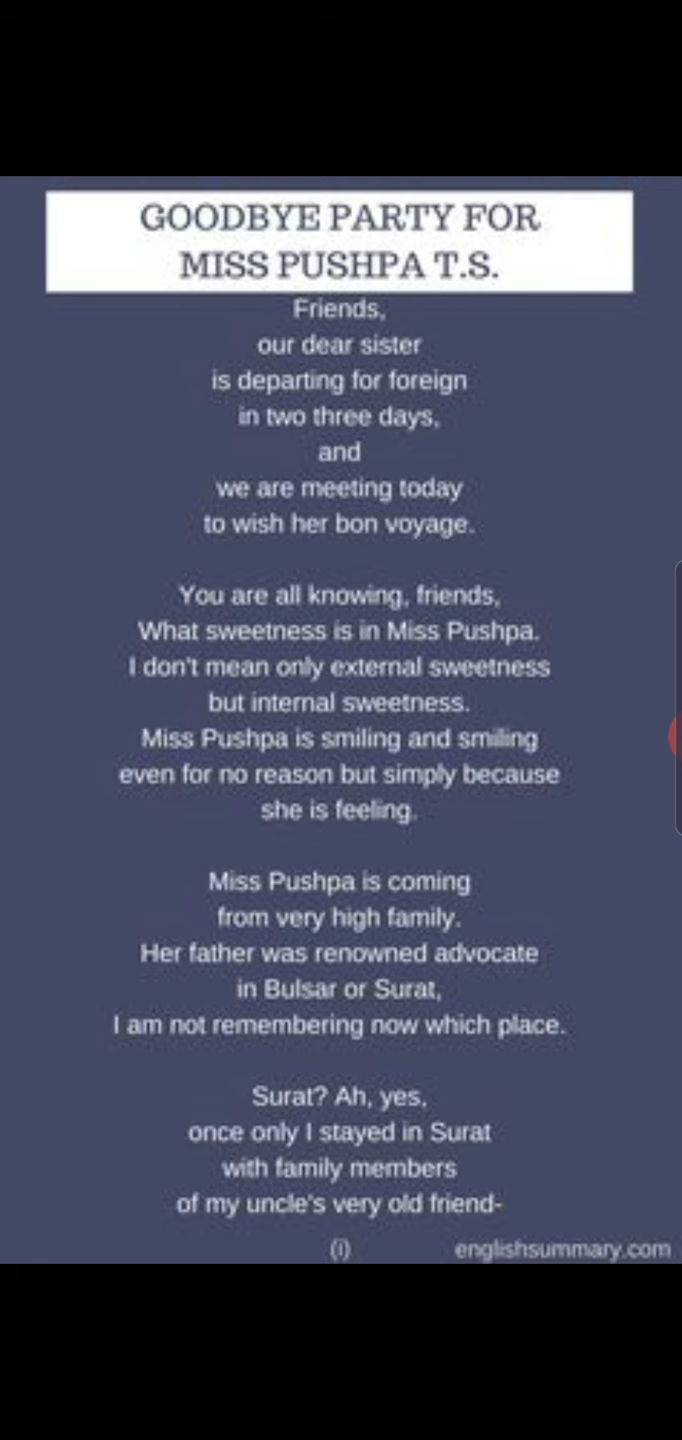 GOODBYE PARTY FOR
MISS PUSHPA T.S.
Friends,
our dear sister
is departing for foreign
in two three days,
and
we are meeting today
to wish her bon voyage.
You are all knowing, friends,
What sweetness is in Miss Pushpa.
I don't mean only external sweetness
but internal sweetness.
Miss Pushpa is smiling and smiling
even for no reason but simply because
she is feeling.
Miss Pushpa is coming
from very high family.
Her father was renowned advocate
in Bulsar or Surat,
I am not remembering now which place.
Surat? Ah, yes,
once only I stayed in Surat
with family members
of my uncle's very old friend-
(i)
englishsummary.com